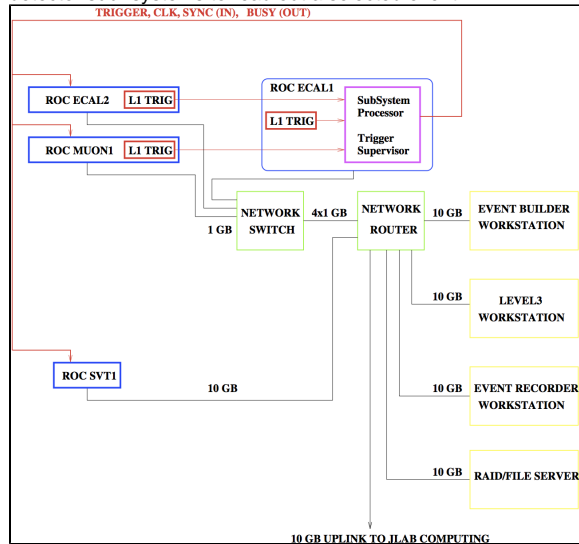 TRIGGER, CLK, SYNC (IN), BUSY (OUT)
ROC ECAL2
L1 TRIG
ROC ECAL1
L1 TRIG
SubSystem
Processor
Trigger
Supervisor
ROC MUON1
L1 TRIG
1 GB
NETWORK
SWITCH
4x1 GB
NETWORK
ROUTER
10 GB
EVENT BUILDER
WORKSTATION
10 GB
LEVEL3
WORKSTATION
ROC SVT1
10 GB
10 GB
EVENT RECORDER
WORKSTATION
10 GB
RAID/FILE SERVER
10 GB UPLINK TO JLAB COMPUTING